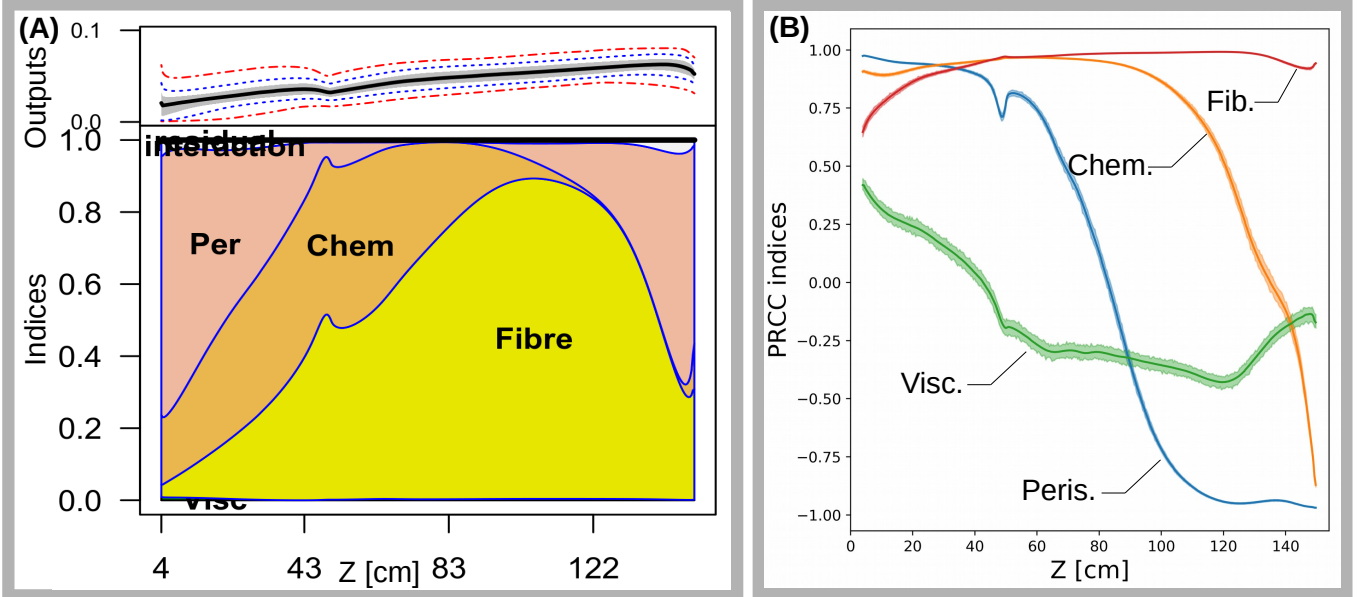 (A)
0.1
Outputs
0.0
1.0
residual
interaction
0.8
Per
Chem
0.6
Indices
0.4
Fibre
0.2
0.0
Visc
4 43 Z [cm] 83 122
(B)
1.00
Fib.
0.75
Chem.
0.50
0.25
PRCC indices
0.00
−0.25
Visc.
−0.50
−0.75
Peris.
−1.00
0 20 40 60 80 100 120 140
Z [cm]